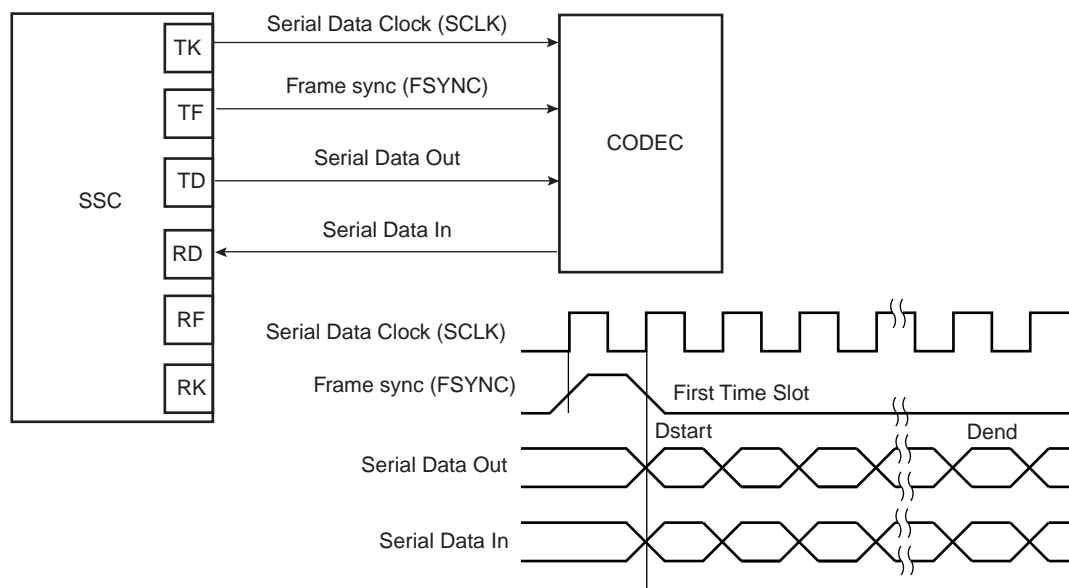 Serial Data Clock (SCLK)
TK
Frame sync (FSYNC)
TF
CODEC
Serial Data Out
TD
SSC
Serial Data In
RD
RF
Serial Data Clock (SCLK)
RK
Frame sync (FSYNC)
First Time Slot
Dstart
Dend
Serial Data Out
Serial Data In